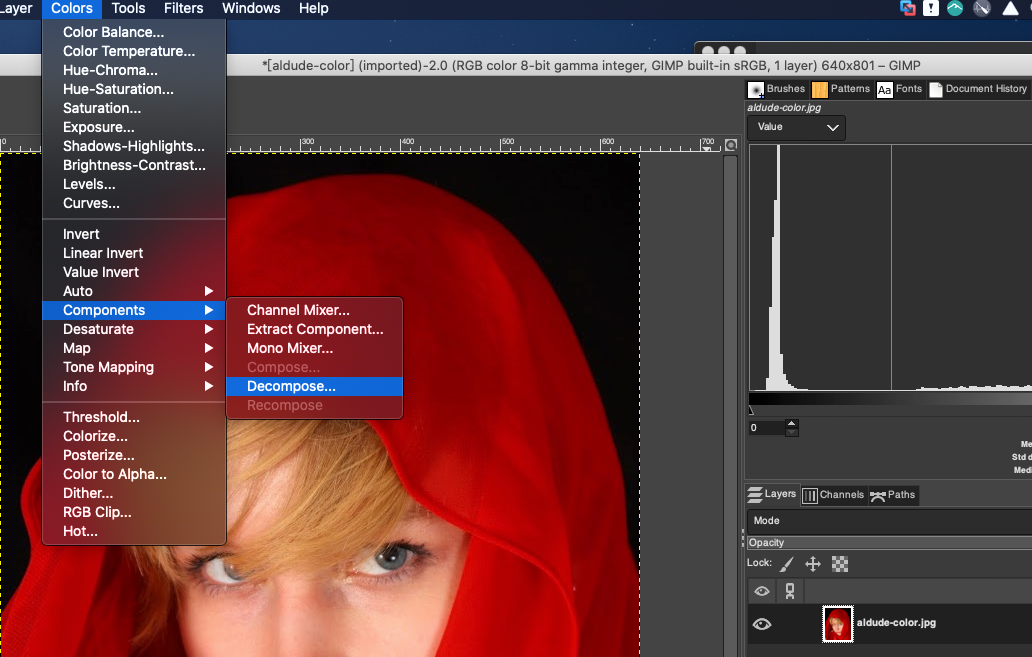 Layer Colors Tools Filters Windows Help
*[aldude-color] (imported)-2.0 (RGB color 8-bit gamma integer, GIMP built-in sRGB, 1 layer) 640x801 – GIMP
Color Balance...
Color Temperature...
Hue-Chroma...
Hue-Saturation...
Saturation...
Exposure...
Shadows-Highlights...
Brightness-Contrast...
Levels...
Curves...
Invert
Linear Invert
Value Invert
Auto
Components
Desaturate
Map
Tone Mapping
Info
Threshold...
Colorize...
Posterize...
Color to Alpha...
Dither...
RGB Clip...
Hot...
Channel Mixer...
Extract Component...
Mono Mixer...
Compose...
Decompose...
Recompose
0 300 400 500 600 700
Brushes Patterns Aa Fonts Document History
aldude-color.jpg
Value
0
Me
Std d
Medi
Layers Channels Paths
Mode
Opacity
Lock:
aldude-color.jpg